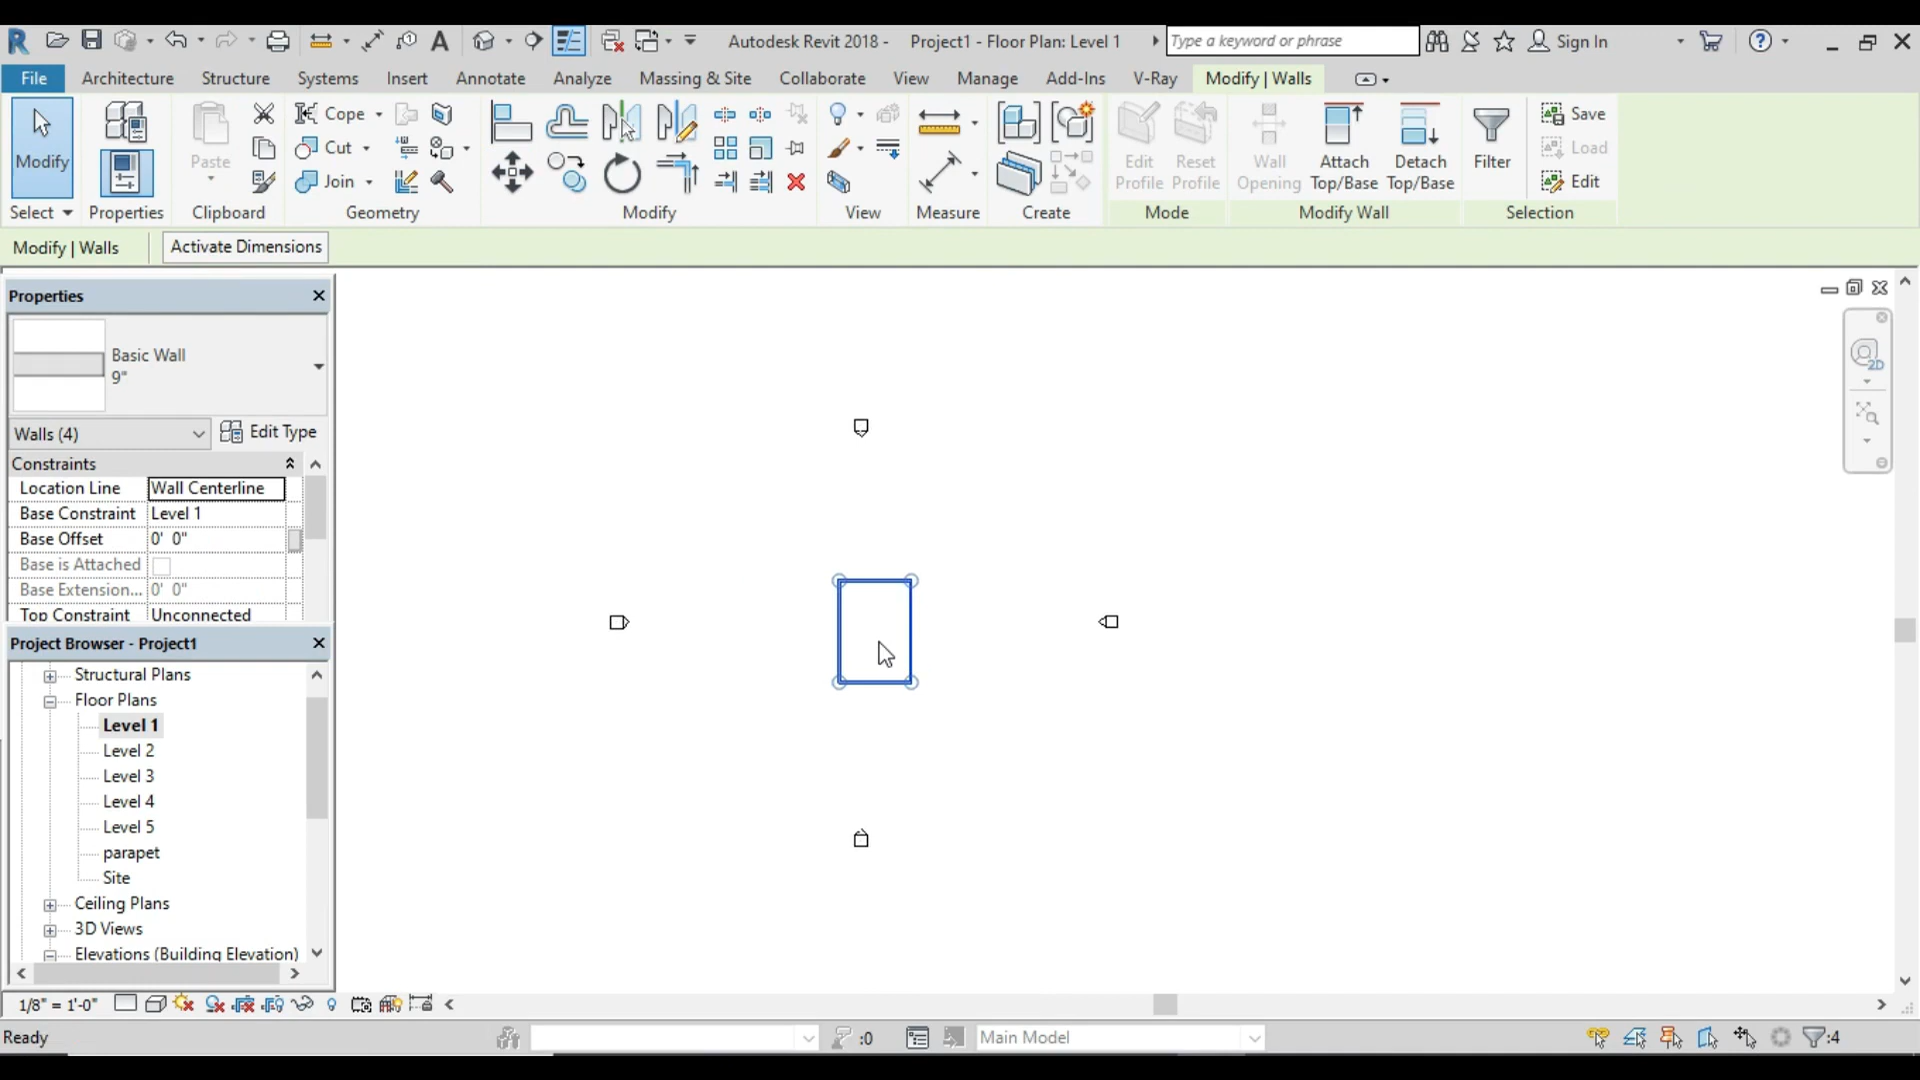 Autodesk Revit 2018 - Project1 - Floor Plan: Level 1
Type a keyword or phrase
Sign In
File Architecture Structure Systems Insert Annotate Analyze Massing & Site Collaborate View Manage Add-Ins V-Ray Modify | Walls
Modify
Paste
Cope
Cut
Join
Edit Profile
Reset Profile
Wall Opening
Attach Top/Base
Detach Top/Base
Filter
Save
Load
Edit
Select Properties Clipboard Geometry Modify View Measure Create Mode Modify Wall Selection
Modify | Walls Activate Dimensions
Properties
Basic Wall
9"
Walls (4) Edit Type
Constraints
Location Line Wall Centerline
Base Constraint Level 1
Base Offset 0' 0"
Base is Attached
Base Extension... 0' 0"
Top Constraint Unconnected
Project Browser - Project1
Structural Plans
Floor Plans
Level 1
Level 2
Level 3
Level 4
Level 5
parapet
Site
Ceiling Plans
3D Views
Elevations (Building Elevation)
2D
1/8" = 1'-0"
Ready
:0
Main Model
:4